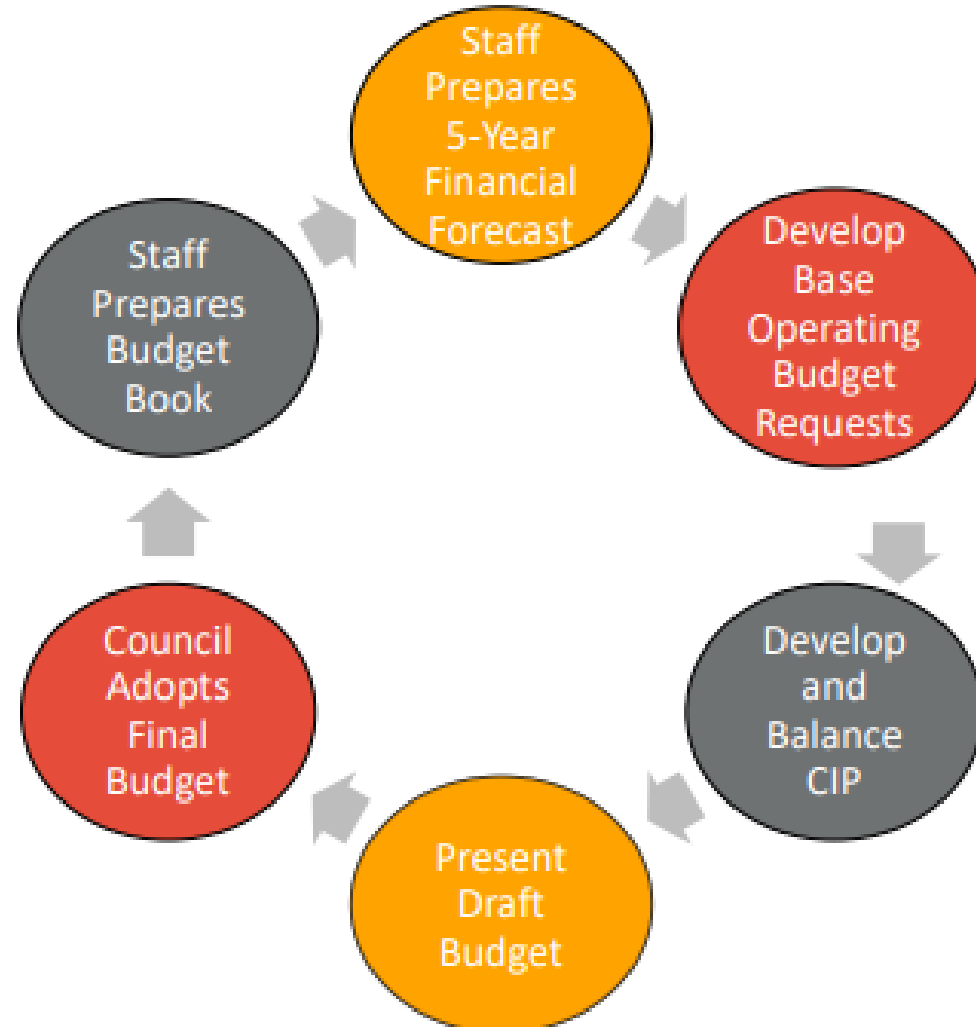 Staff
Prepares
5-Year
Financial
Forecast
Develop
Base
Operating
Budget
Requests
Develop
and
Balance
CIP
Present
Draft
Budget
Council
Adopts
Final
Budget
Staff
Prepares
Budget
Book